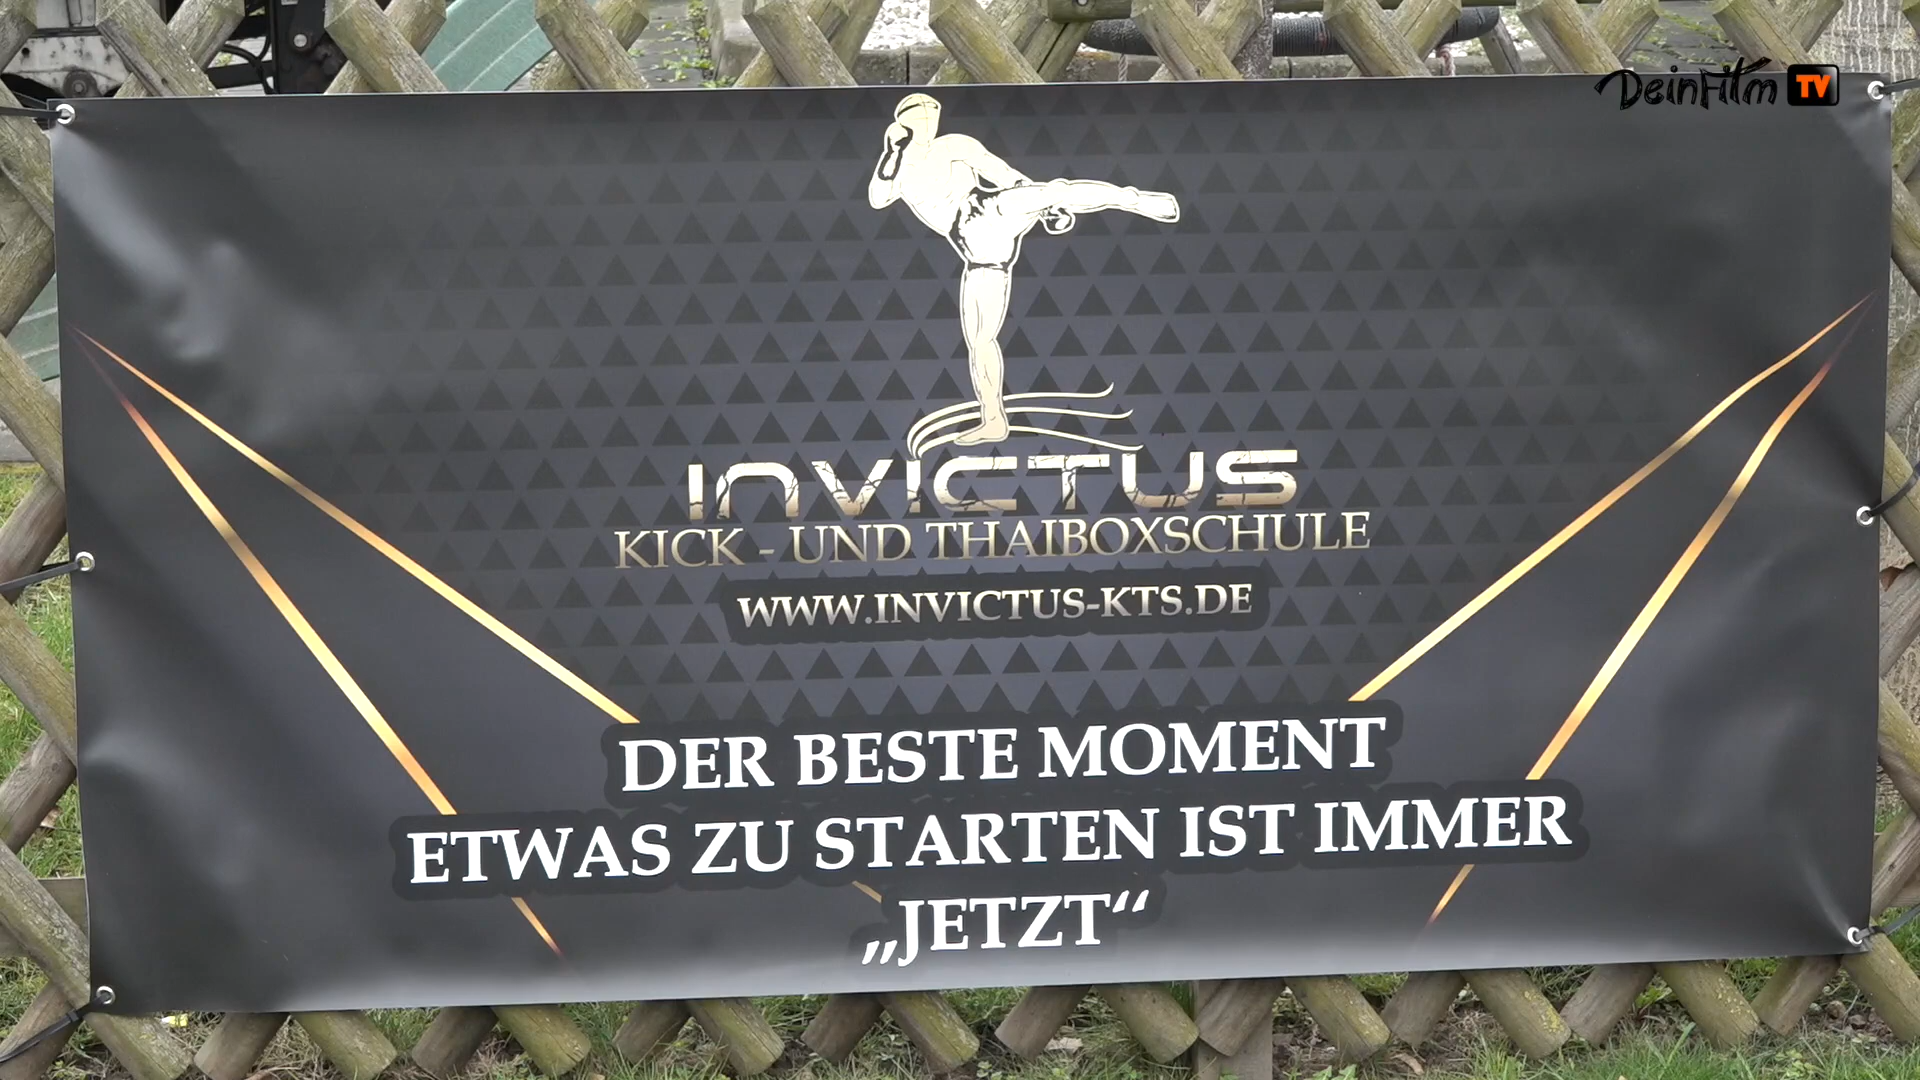 DeinFilm TV
INVICTUS
KICK - UND THAIBOXSCHULE
WWW.INVICTUS-KTS.DE
DER BESTE MOMENT
ETWAS ZU STARTEN IST IMMER
„JETZT“